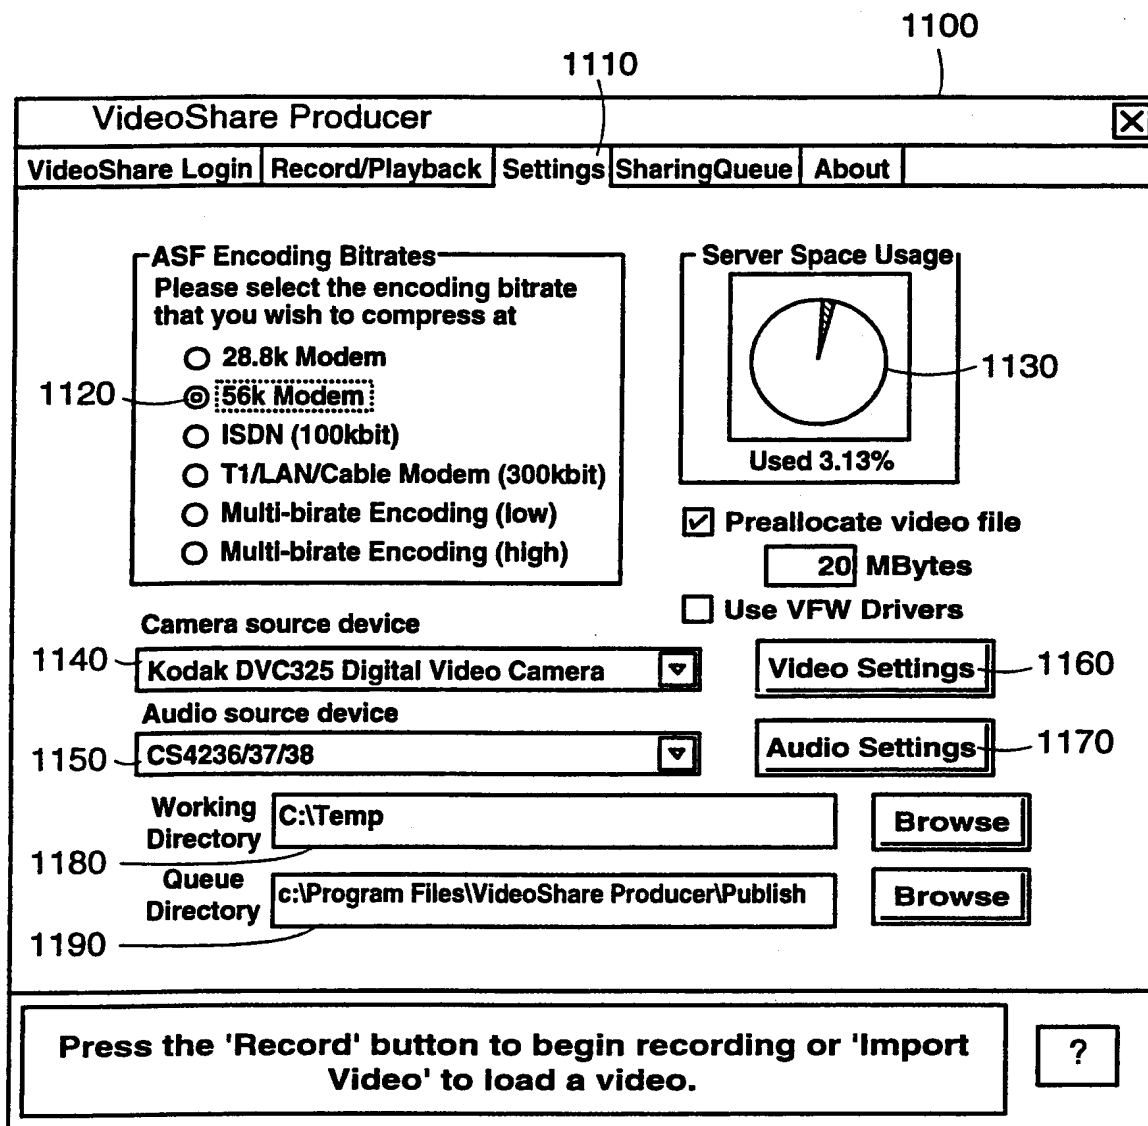 1100
1110
VideoShare Producer
VideoShare Login Record/Playback Settings SharingQueue About
ASF Encoding Bitrates
Please select the encoding bitrate
that you wish to compress at
28.8k Modem
1120
56k Modem
ISDN (100kbit)
T1/LAN/Cable Modem (300kbit)
Multi-birate Encoding (low)
Multi-birate Encoding (high)
Server Space Usage
1130
Used 3.13%
Preallocate video file
20 MBytes
Use VFW Drivers
Camera source device
1140
Kodak DVC325 Digital Video Camera
Video Settings
1160
Audio source device
1150
CS4236/37/38
Audio Settings
1170
Working
Directory
C:\Temp
Browse
1180
Queue
Directory
c:\Program Files\VideoShare Producer\Publish
Browse
1190
Press the 'Record' button to begin recording or 'Import
Video' to load a video.
?